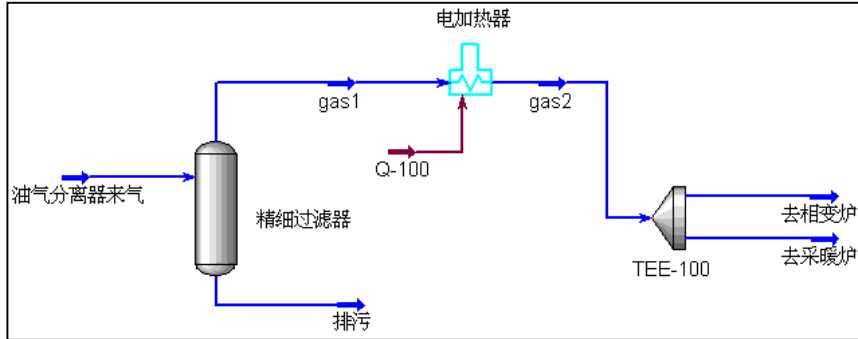 电加热器
gas1
gas2
Q-100
油气分离器来气
精细过滤器
去相变炉
去采暖炉
TEE-100
排污